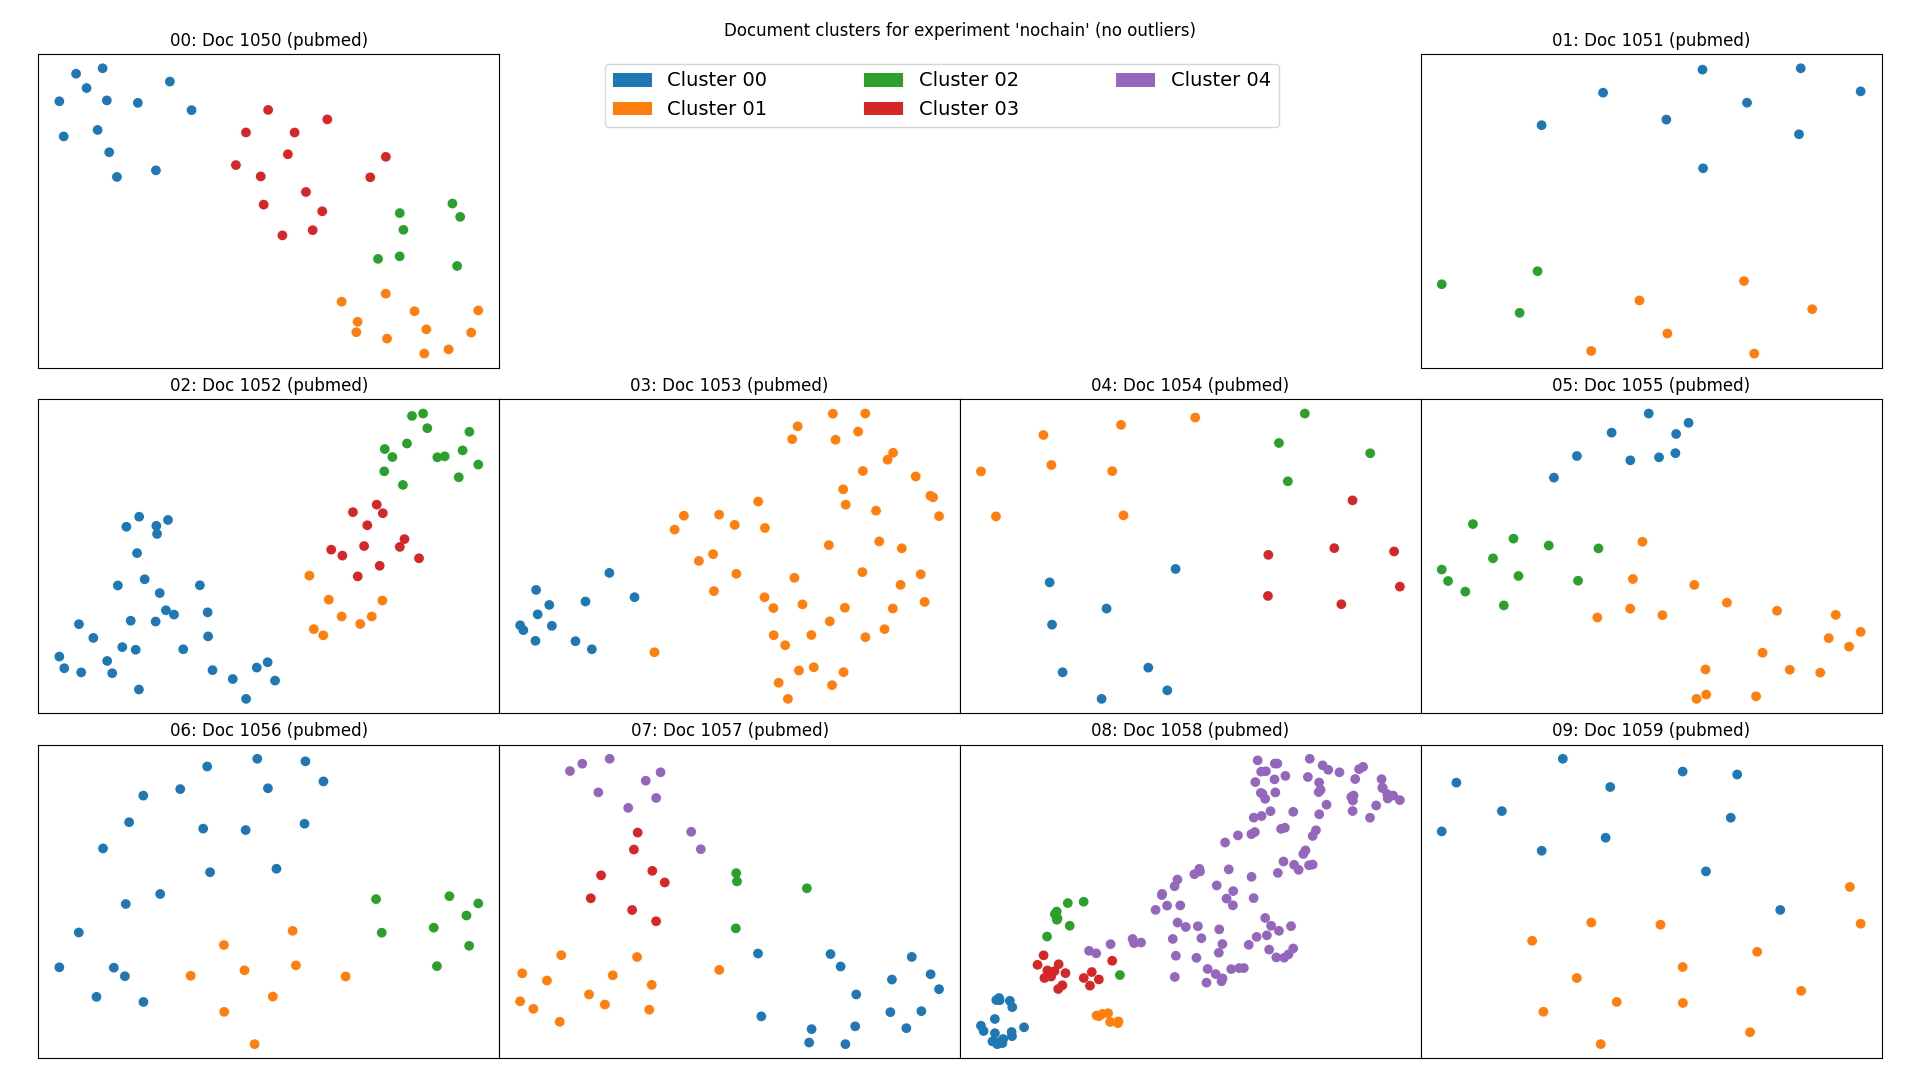 Document clusters for experiment 'nochain' (no outliers)
00: Doc 1050 (pubmed)
Cluster 00
Cluster 01
Cluster 02
Cluster 03
Cluster 04
01: Doc 1051 (pubmed)
02: Doc 1052 (pubmed)
03: Doc 1053 (pubmed)
04: Doc 1054 (pubmed)
05: Doc 1055 (pubmed)
06: Doc 1056 (pubmed)
07: Doc 1057 (pubmed)
08: Doc 1058 (pubmed)
09: Doc 1059 (pubmed)